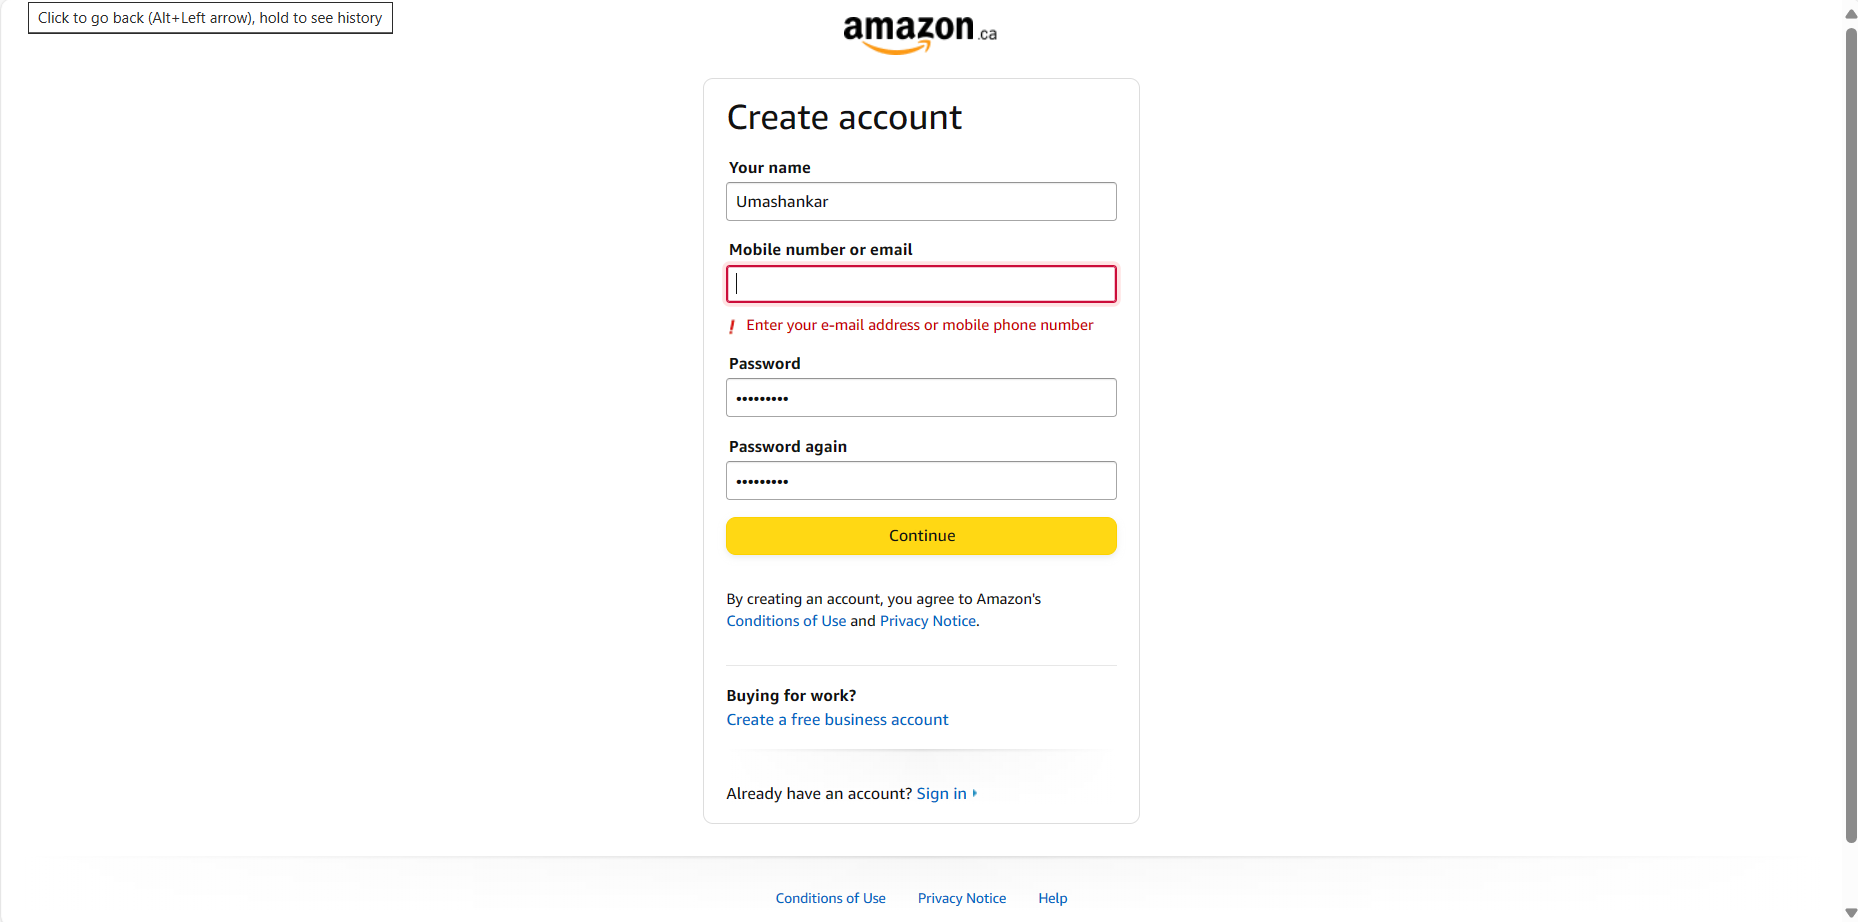 Click to go back (Alt+Left arrow), hold to see history
amazon.ca
Create account
Your name
Umashankar
Mobile number or email
! Enter your e-mail address or mobile phone number
Password
•••••••••
Password again
•••••••••
Continue
By creating an account, you agree to Amazon's
Conditions of Use and Privacy Notice.
Buying for work?
Create a free business account
Already have an account? Sign in
Conditions of Use Privacy Notice Help